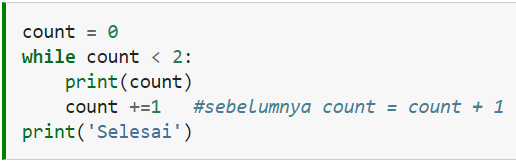 count = 0
while count < 2:
    print(count)
    count +=1   #sebelumnya count = count + 1
print('Selesai')